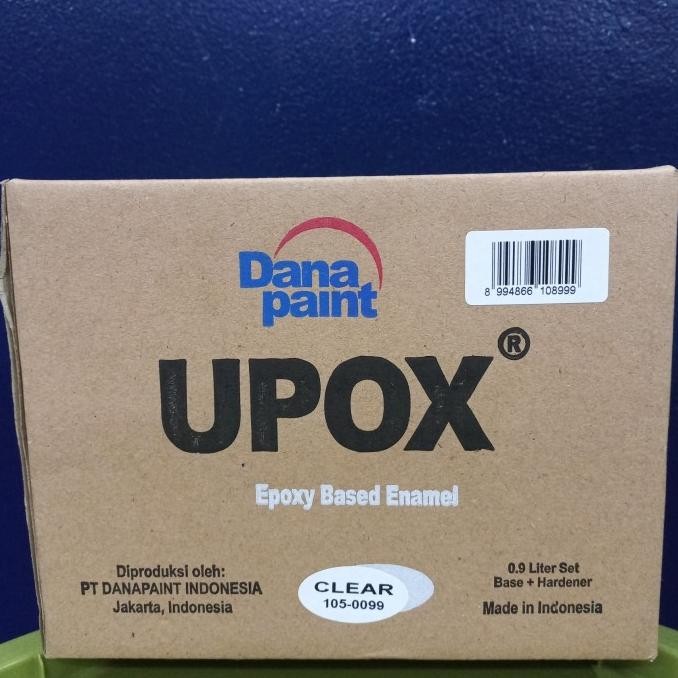 Dana
paint
8 994866 108999
UPOX®
Epoxy Based Enamel
Diproduksi oleh:
PT DANAPAINT INDONESIA
Jakarta, Indonesia
CLEAR
105-0099
0.9 Liter Set
Base + Hardener
Made in Indonesia